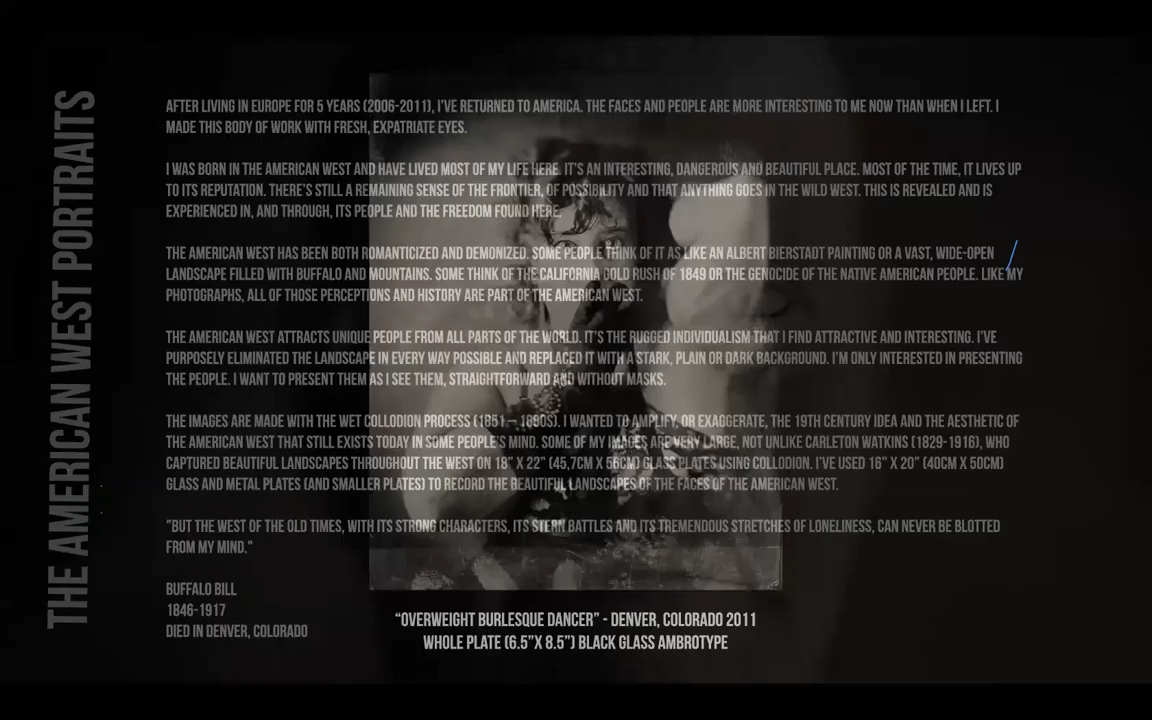 THE AMERICAN WEST PORTRAITS
AFTER LIVING IN EUROPE FOR 5 YEARS (2006-2011), I'VE RETURNED TO AMERICA. THE FACES AND PEOPLE ARE MORE INTERESTING TO ME NOW THAN WHEN I LEFT. I
MADE THIS BODY OF WORK WITH FRESH, EXPATRIATE EYES.
I WAS BORN IN THE AMERICAN WEST AND HAVE LIVED MOST OF MY LIFE HERE. IT'S AN INTERESTING, DANGEROUS AND BEAUTIFUL PLACE. MOST OF THE TIME, IT LIVES UP
TO ITS REPUTATION. THERE'S STILL A REMAINING SENSE OF THE FRONTIER, OF POSSIBILITY AND THAT ANYTHING GOES IN THE WILD WEST. THIS IS REVEALED AND IS
EXPERIENCED IN, AND THROUGH, ITS PEOPLE AND THE FREEDOM FOUND HERE.
THE AMERICAN WEST HAS BEEN BOTH ROMANTICIZED AND DEMONIZED. SOME PEOPLE THINK OF IT AS LIKE AN ALBERT BIERSTADT PAINTING OR A VAST, WIDE-OPEN
LANDSCAPE FILLED WITH BUFFALO AND MOUNTAINS. SOME THINK OF THE CALIFORNIA GOLD RUSH OF 1849 OR THE GENOCIDE OF THE NATIVE AMERICAN PEOPLE. LIKE MY
PHOTOGRAPHS, ALL OF THOSE PERCEPTIONS AND HISTORY ARE PART OF THE AMERICAN WEST.
THE AMERICAN WEST ATTRACTS UNIQUE PEOPLE FROM ALL PARTS OF THE WORLD. IT'S THE RUGGED INDIVIDUALISM THAT I FIND ATTRACTIVE AND INTERESTING. I'VE
PURPOSELY ELIMINATED THE LANDSCAPE IN EVERY WAY POSSIBLE AND REPLACED IT WITH A STARK, PLAIN OR DARK BACKGROUND. I'M ONLY INTERESTED IN PRESENTING
THE PEOPLE. I WANT TO PRESENT THEM AS I SEE THEM, STRAIGHTFORWARD AND WITHOUT MASKS.
THE IMAGES ARE MADE WITH THE WET COLLODION PROCESS (1851 – 1890S). I WANTED TO AMPLIFY, OR EXAGGERATE, THE 19TH CENTURY IDEA AND THE AESTHETIC OF
THE AMERICAN WEST THAT STILL EXISTS TODAY IN SOME PEOPLE'S MIND. SOME OF MY IMAGES ARE VERY LARGE, NOT UNLIKE CARLETON WATKINS (1829-1916), WHO
CAPTURED BEAUTIFUL LANDSCAPES THROUGHOUT THE WEST ON 18" X 22" (45,7CM X 56CM) GLASS PLATES USING COLLODION. I'VE USED 16" X 20" (40CM X 50CM)
GLASS AND METAL PLATES (AND SMALLER PLATES) TO RECORD THE BEAUTIFUL LANDSCAPES OF THE FACES OF THE AMERICAN WEST.
"BUT THE WEST OF THE OLD TIMES, WITH ITS STRONG CHARACTERS, ITS STERN BATTLES AND ITS TREMENDOUS STRETCHES OF LONELINESS, CAN NEVER BE BLOTTED
FROM MY MIND."
BUFFALO BILL
1846-1917
DIED IN DENVER, COLORADO
“OVERWEIGHT BURLESQUE DANCER” - DENVER, COLORADO 2011
WHOLE PLATE (6.5”X 8.5”) BLACK GLASS AMBROTYPE